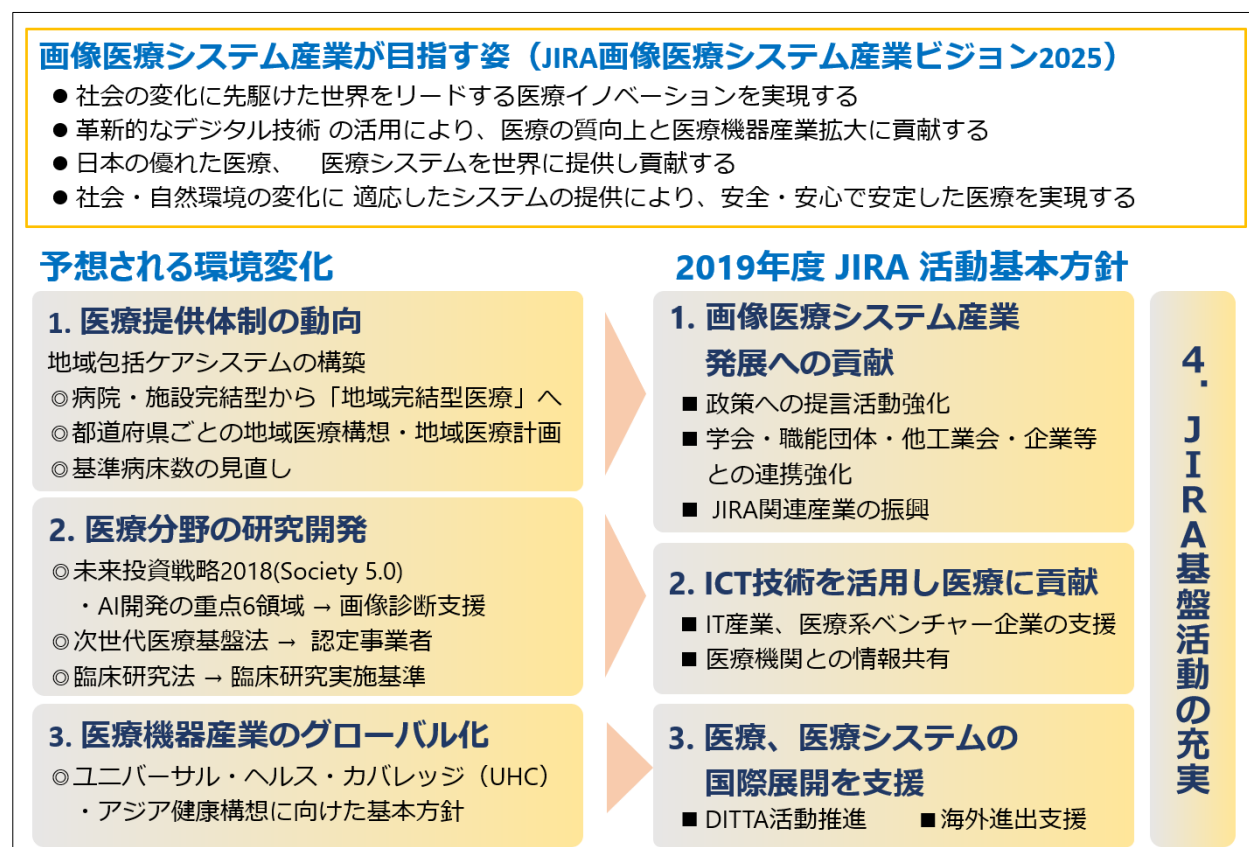 画像医療システム産業が目指す姿（JIRA画像医療システム産業ビジョン2025）
● 社会の変化に先駆けた世界をリードする医療イノベーションを実現する
● 革新的なデジタル技術 の活用により、医療の質向上と医療機器産業拡大に貢献する
● 日本の優れた医療、 医療システムを世界に提供し貢献する
● 社会・自然環境の変化に 適応したシステムの提供により、安全・安心で安定した医療を実現する
予想される環境変化
1. 医療提供体制の動向
地域包括ケアシステムの構築
◎病院・施設完結型から「地域完結型医療」へ
◎都道府県ごとの地域医療構想・地域医療計画
◎基準病床数の見直し
2. 医療分野の研究開発
◎未来投資戦略2018(Society 5.0)
・AI開発の重点6領域 → 画像診断支援
◎次世代医療基盤法 → 認定事業者
◎臨床研究法 → 臨床研究実施基準
3. 医療機器産業のグローバル化
◎ユニバーサル・ヘルス・カバレッジ（UHC）
・アジア健康構想に向けた基本方針
2019年度 JIRA 活動基本方針
1. 画像医療システム産業
発展への貢献
■ 政策への提言活動強化
■ 学会・職能団体・他工業会・企業等
との連携強化
■ JIRA関連産業の振興
2. ICT技術を活用し医療に貢献
■ IT産業、医療系ベンチャー企業の支援
■ 医療機関との情報共有
3. 医療、医療システムの
国際展開を支援
■ DITTA活動推進 ■ 海外進出支援
4．JIRA基盤活動の充実